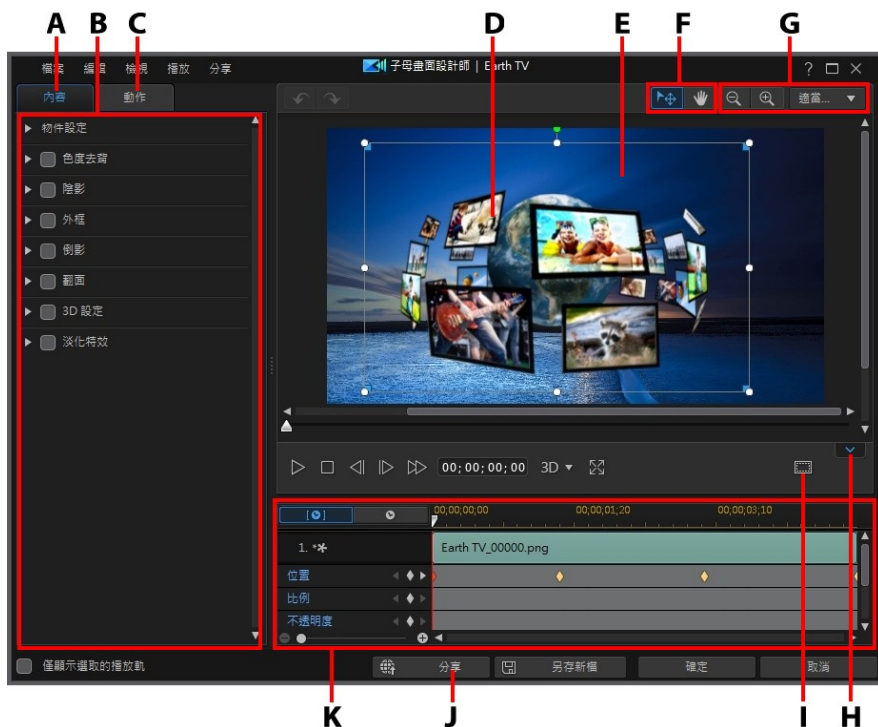 A B C D E F G
檔案 編輯 檢視 播放 分享 子母畫面設計師 | Earth TV ?
內容 動作 適當...
物件設定
色度去背
陰影
外框
倒影
翻面
3D 設定
淡化特效
00;00;00;00 3D
00;00;00;00 00;00;01;20 00;00;03;10
1. Earth TV_00000.png
位置
比例
不透明度
僅顯示選取的播放軌 分享 另存新檔 確定 取消
K J I H